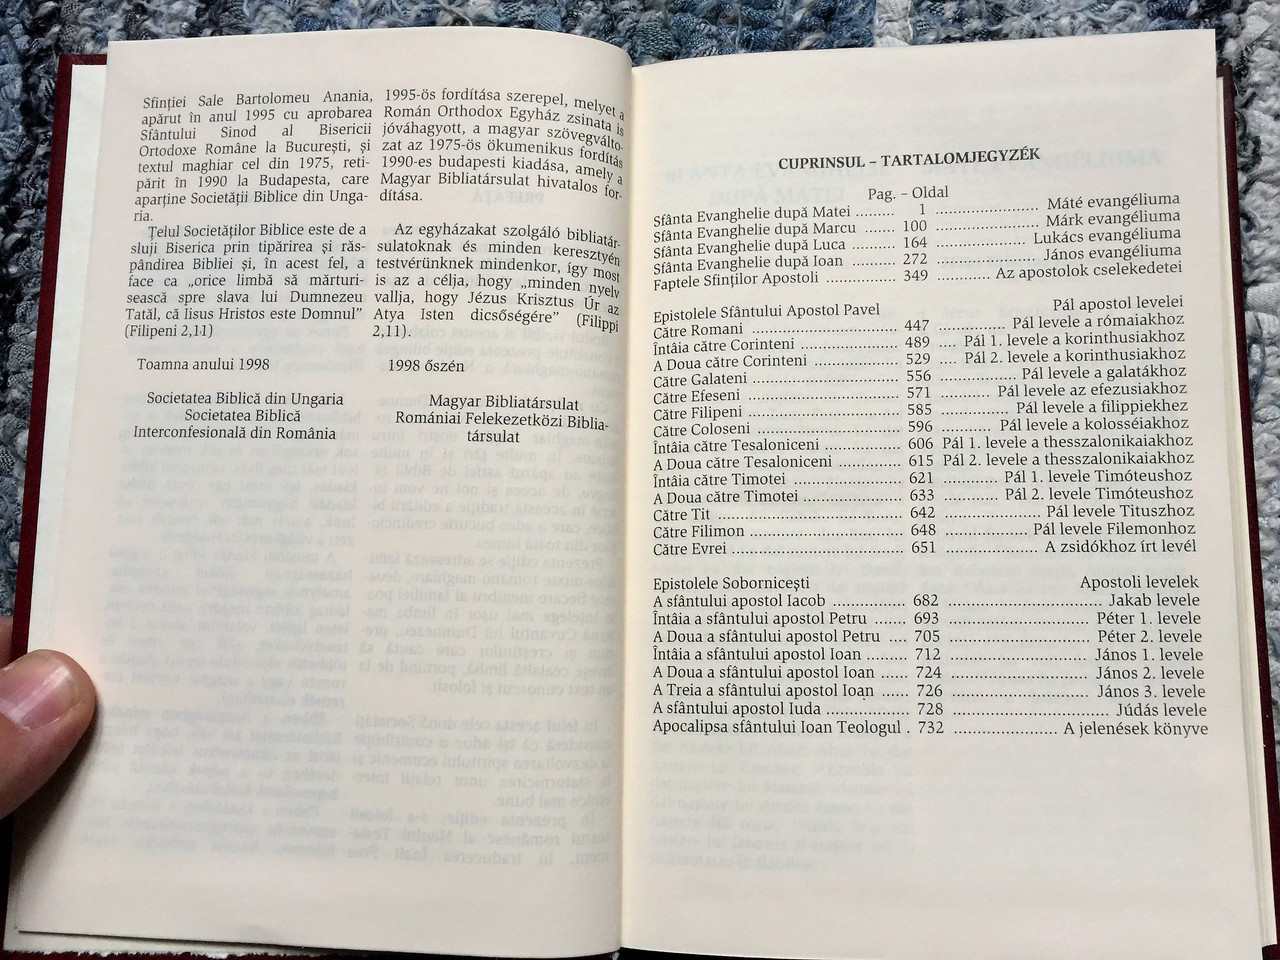 Sfinției Sale Bartolomeu Anania,
apărut în anul 1995 cu aprobarea
Sfântului Sinod al Bisericii
Ortodoxe Române la București, și
textul maghiar cel din 1975, reti-
părit în 1990 la Budapesta, care
aparține Societății Biblice din Unga-
ria.
Țelul Societăților Biblice este de a
sluji Biserica prin tipărirea și răs-
pândirea Bibliei și, în acest fel, a
face ca „orice limbă să mărturi-
sească spre slava lui Dumnezeu
Tatăl, că Iisus Hristos este Domnul”
(Filipeni 2,11)
Toamna anului 1998
Societatea Biblică din Ungaria
Societatea Biblică
Interconfesională din România
1995-ös fordítása szerepel, melyet a
Román Orthodox Egyház zsinata is
jóváhagyott, a magyar szövegválto-
zat az 1975-ös ökumenikus fordítás
1990-es budapesti kiadása, amely a
Magyar Bibliatársulat hivatalos for-
dítása.
Az egyházakat szolgáló bibliatár-
sulatoknak és minden keresztyén
testvérünknek mindenkor, így most
is az a célja, hogy „minden nyelv
vallja, hogy Jézus Krisztus Úr az
Atya Isten dicsőségére” (Filippi
2,11).
1998 őszén
Magyar Bibliatársulat
Romániai Felekezetközi Biblia-
társulat
CUPRINSUL – TARTALOMJEGYZÉK
Pag. – Oldal
Sfânta Evanghelie după Matei ......... 1 ........................ Máté evangéliuma
Sfânta Evanghelie după Marcu ....... 100 ....................... Márk evangéliuma
Sfânta Evanghelie după Luca ......... 164 ..................... Lukács evangéliuma
Sfânta Evanghelie după Ioan ......... 272 ....................... János evangéliuma
Faptele Sfinților Apostoli ................ 349 ........... Az apostolok cselekedetei
Epistolele Sfântului Apostol Pavel Pál apostol levelei
Către Romani ................................... 447 ................... Pál levele a rómaiakhoz
Întâia către Corinteni ...................... 489 .... Pál 1. levele a korinthusiakhoz
A Doua către Corinteni .................... 529 .... Pál 2. levele a korinthusiakhoz
Către Galateni .................................. 556 ................. Pál levele a galatákhoz
Către Efeseni .................................... 571 ............ Pál levele az efezusiakhoz
Către Filipeni .................................... 585 ................ Pál levele a filippiekhez
Către Coloseni .................................. 596 ............. Pál levele a kolosséiakhoz
Întâia către Tesaloniceni ................. 606 Pál 1. levele a thesszalonikaiakhoz
A Doua către Tesaloniceni .............. 615 Pál 2. levele a thesszalonikaiakhoz
Întâia către Timotei ......................... 621 ............ Pál 1. levele Timóteushoz
A Doua către Timotei ....................... 633 ............ Pál 2. levele Timóteushoz
Către Tit ............................................ 642 ...................... Pál levele Tituszhoz
Către Filimon .................................... 648 ................... Pál levele Filemonhoz
Către Evrei ........................................ 651 ..................... A zsidókhoz írt levél
Epistolele Sobornicești Apostoli levelek
A sfântului apostol Iacob ................ 682 ................................ Jakab levele
Întâia a sfântului apostol Petru ...... 693 ............................. Péter 1. levele
A Doua a sfântului apostol Petru .... 705 ............................. Péter 2. levele
Întâia a sfântului apostol Ioan ........ 712 ............................. János 1. levele
A Doua a sfântului apostol Ioan ...... 724 ............................. János 2. levele
A Treia a sfântului apostol Ioan ...... 726 ............................. János 3. levele
A sfântului apostol Iuda .................. 728 ................................. Júdás levele
Apocalipsa sfântului Ioan Teologul . 732 ..................... A jelenések könyve